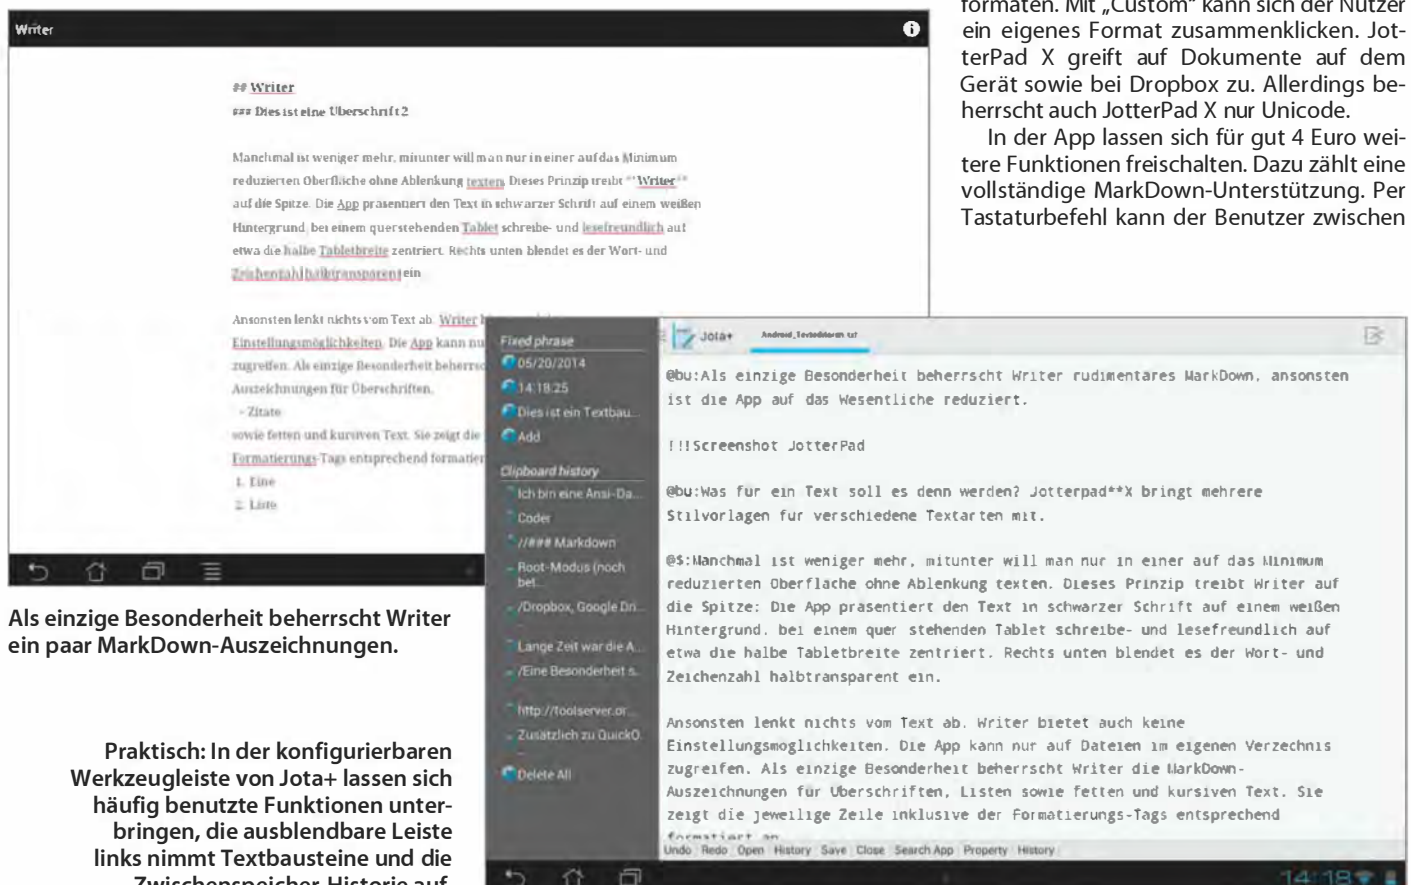 Writer
## Writer
### Dies ist eine Überschrift 2
Manchmal ist weniger mehr, mitunter will man nur in einer auf das Minimum
reduzierten Oberfläche ohne Ablenkung texten. Dieses Prinzip treibt **Writer**
auf die Spitze. Die App präsentiert den Text in schwarzer Schrift auf einem weißen
Hintergrund, bei einem querstehenden Tablet schreibe- und lesefreundlich auf
etwa die halbe Tabletbreite zentriert. Rechts unten blendet es der Wort- und
Zeichenzahl halbtransparent ein
Ansonsten lenkt nichts vom Text ab. Writer
Einstellungsmöglichkeiten. Die App kann nu
zugreifen. Als einzige Besonderheit beherrsc
Auszeichnungen für Überschriften,
- Zitate
sowie fetten und kursiven Text. Sie zeigt die
Formatierungs-Tags entsprechend formatier
1. Eine
2. Liste
Als einzige Besonderheit beherrscht Writer
ein paar MarkDown-Auszeichnungen.
Praktisch: In der konfigurierbaren
Werkzeugleiste von Jota+ lassen sich
häufig benutzte Funktionen unter-
bringen, die ausblendbare Leiste
links nimmt Textbausteine und die
Zwischenspeicher-Historie auf.
Fixed phrase
05/20/2014
14:18:25
Dies ist ein Textbau...
Add
Clipboard history
Ich bin eine Ansi-Da...
Coder
//### Markdown
Root-Modus (noch
bet...
/Dropbox, Google Dri...
Lange Zeit war die A...
/Eine Besonderheit s...
http://toolserver.or...
Zusätzlich zu QuickO...
Delete All
Jota+ Android_Texteditoren.txt
@bu:Als einzige Besonderheit beherrscht Writer rudimentäres MarkDown, ansonsten
ist die App auf das Wesentliche reduziert.
!!!Screenshot JotterPad
@bu:Was für ein Text soll es denn werden? Jotterpad**X bringt mehrere
Stilvorlagen für verschiedene Textarten mit.
@$:Manchmal ist weniger mehr, mitunter will man nur in einer auf das Minimum
reduzierten Oberfläche ohne Ablenkung texten. Dieses Prinzip treibt Writer auf
die Spitze: Die App präsentiert den Text in schwarzer Schrift auf einem weißen
Hintergrund, bei einem quer stehenden Tablet schreibe- und lesefreundlich auf
etwa die halbe Tabletbreite zentriert. Rechts unten blendet es der Wort- und
Zeichenzahl halbtransparent ein.
Ansonsten lenkt nichts vom Text ab. Writer bietet auch keine
Einstellungsmöglichkeiten. Die App kann nur auf Dateien im eigenen Verzechnis
zugreifen. Als einzige Besonderheit beherrscht Writer die MarkDown-
Auszeichnungen für Überschriften, Listen sowie fetten und kursiven Text. Sie
zeigt die jeweilige Zeile inklusive der Formatierungs-Tags entsprechend
formatiert an
Undo Redo Open History Save Close Search App Property History
14:18
formaten. Mit „Custom“ kann sich der Nutzer
ein eigenes Format zusammenklicken. Jot-
terPad X greift auf Dokumente auf dem
Gerät sowie bei Dropbox zu. Allerdings be-
herrscht auch JotterPad X nur Unicode.
In der App lassen sich für gut 4 Euro wei-
tere Funktionen freischalten. Dazu zählt eine
vollständige MarkDown-Unterstützung. Per
Tastaturbefehl kann der Benutzer zwischen